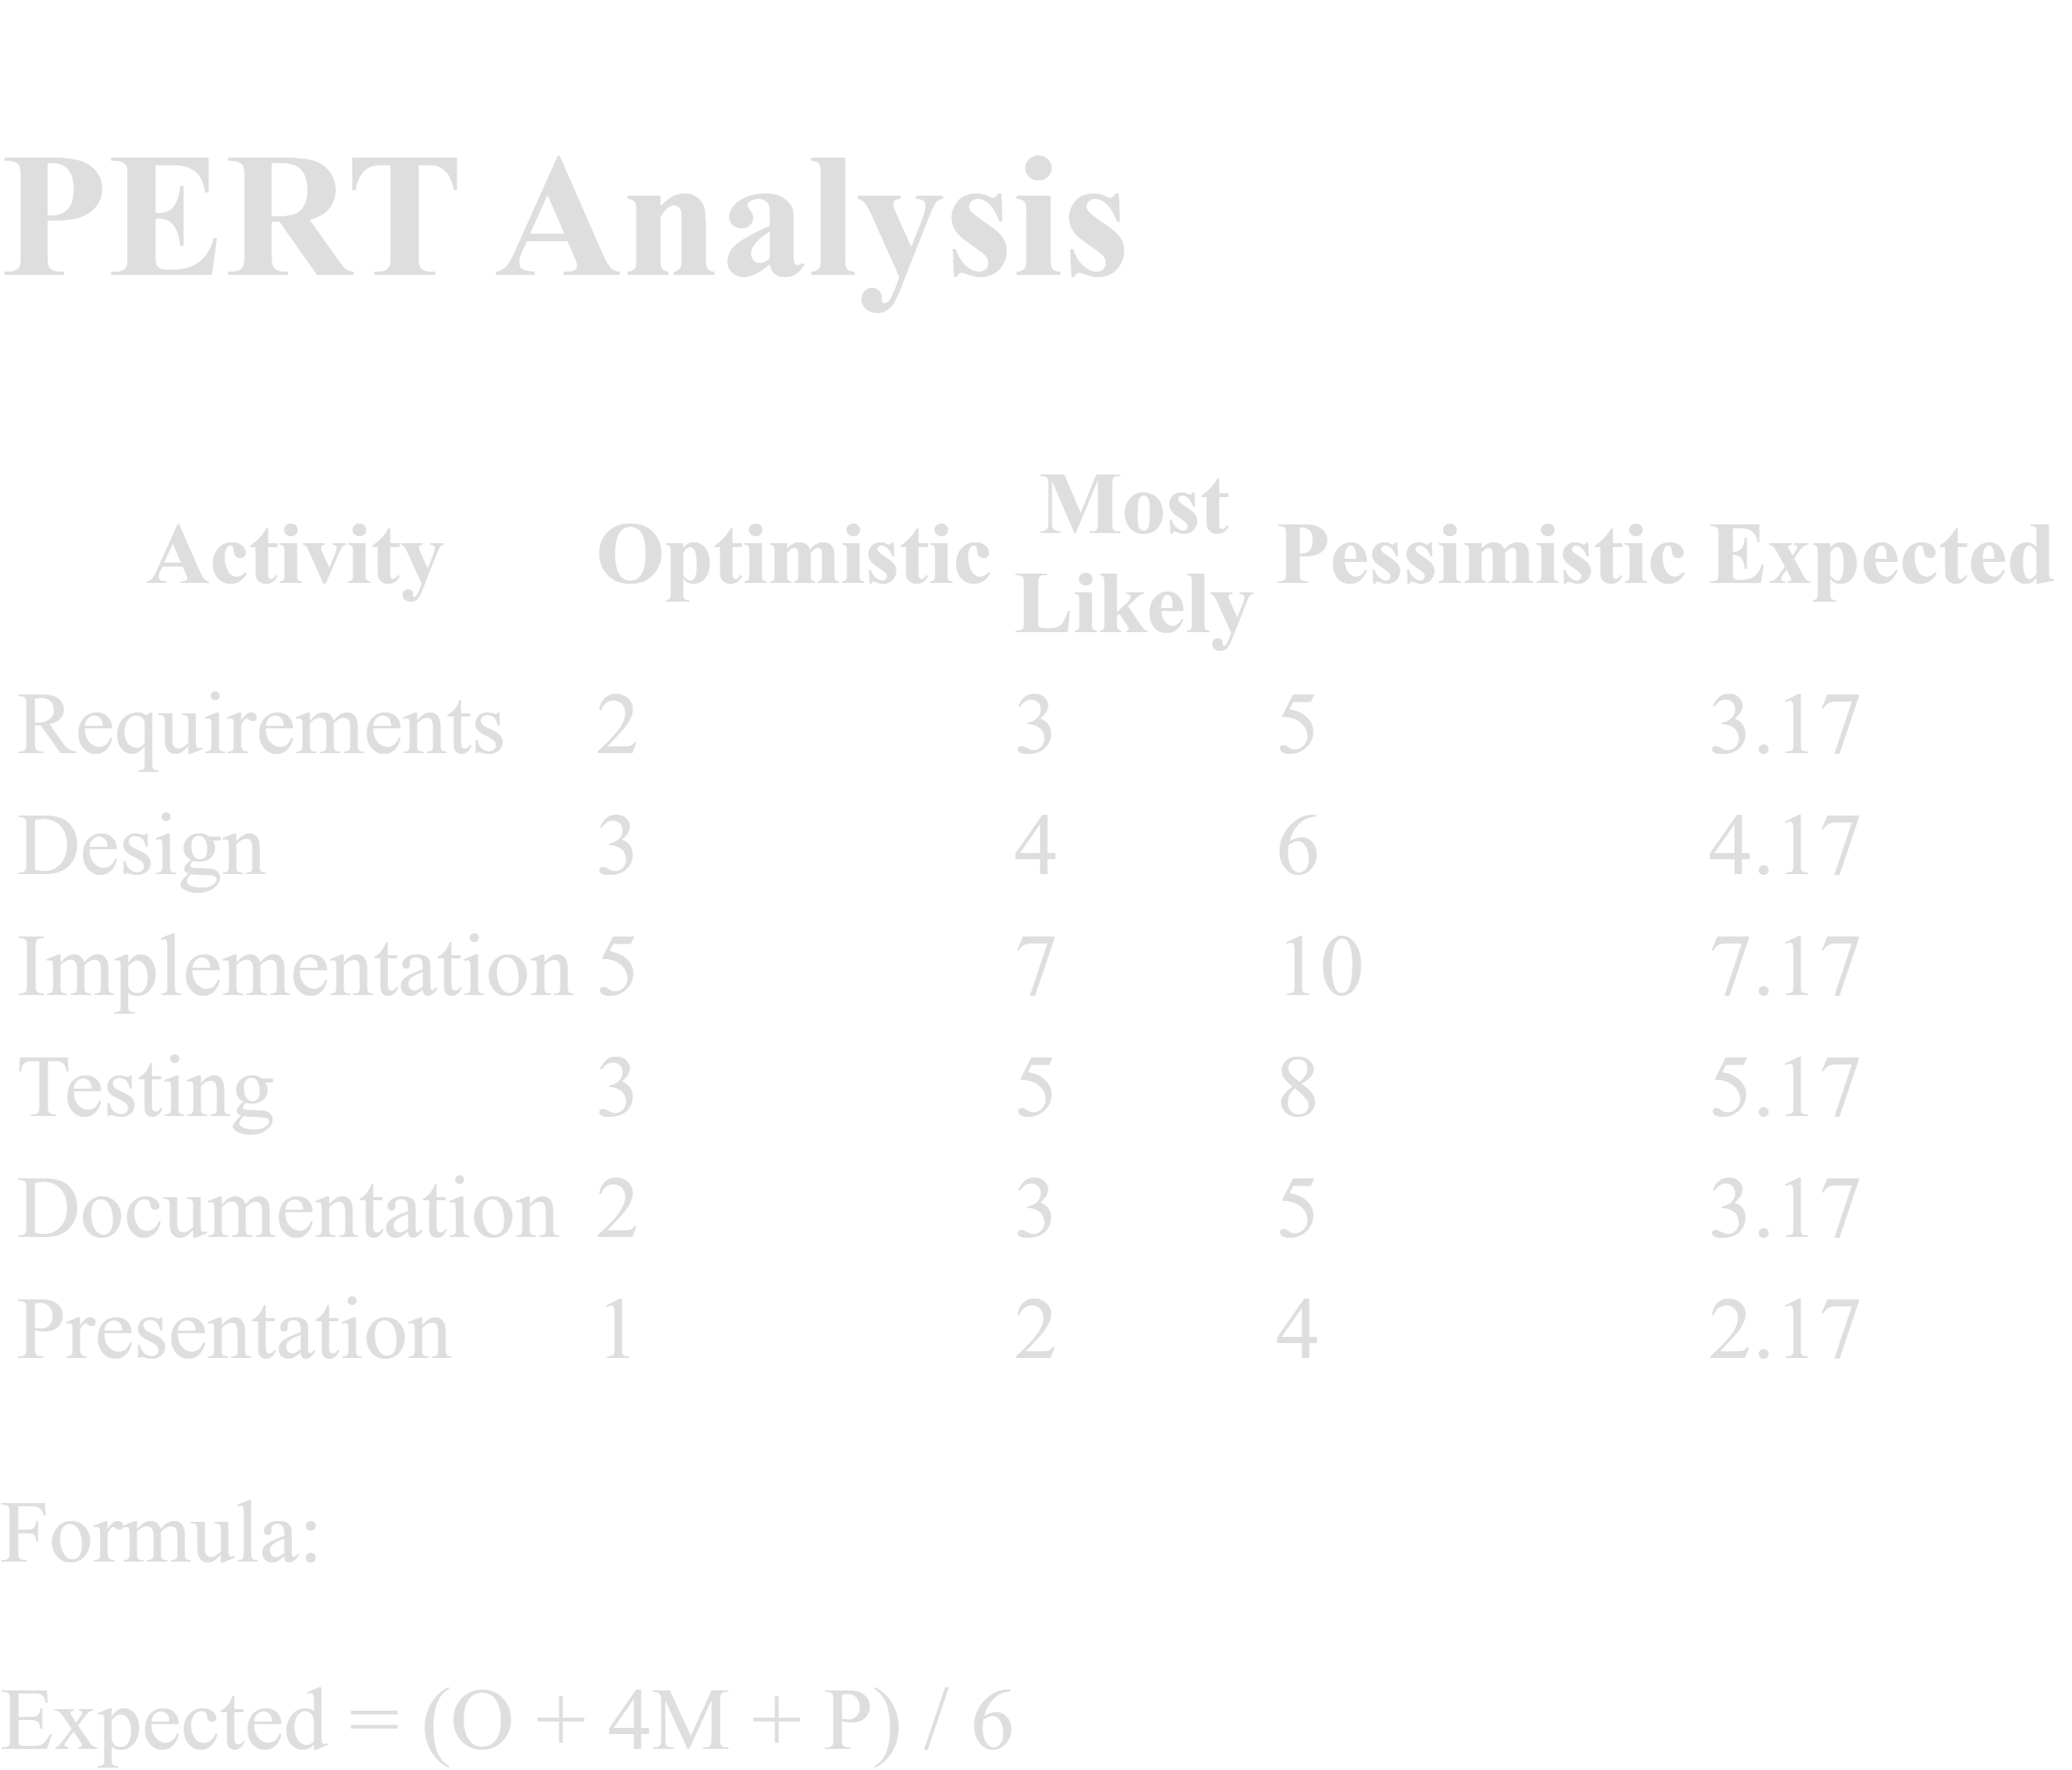 PERT Analysis
Activity Optimistic Most Likely Pessimistic Expected
Requirements 2 3 5 3.17
Design 3 4 6 4.17
Implementation 5 7 10 7.17
Testing 3 5 8 5.17
Documentation 2 3 5 3.17
Presentation 1 2 4 2.17
Formula:
Expected = (O + 4M + P) / 6